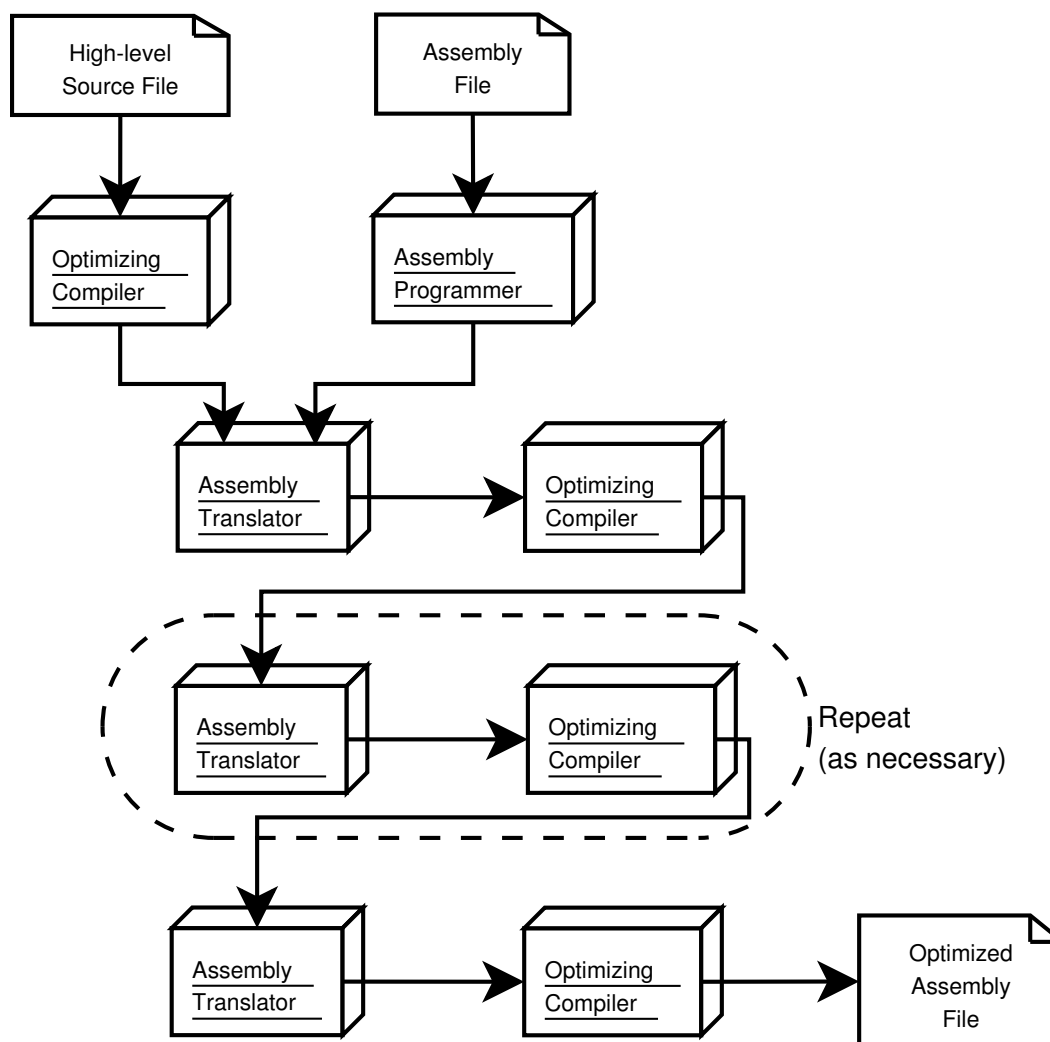 High-level
Source File
Assembly
File
Optimizing
Compiler
Assembly
Programmer
Assembly
Translator
Optimizing
Compiler
Assembly
Translator
Optimizing
Compiler
Repeat
(as necessary)
Assembly
Translator
Optimizing
Compiler
Optimized
Assembly
File